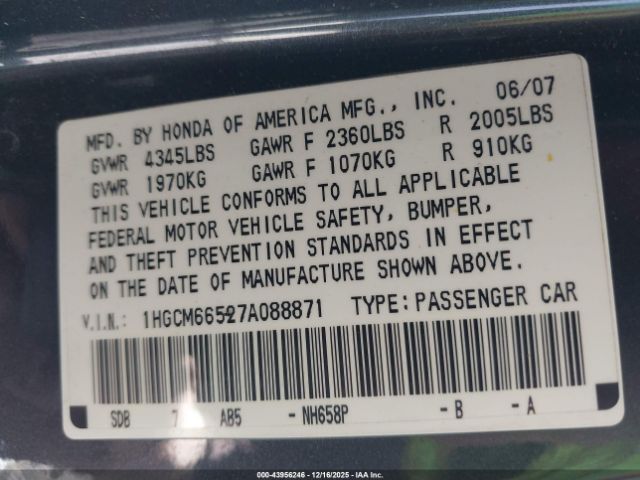 06/07
MFD. BY HONDA OF AMERICA MFG., INC.
GVWR 4345LBS GAWR F 2360LBS R 2005LBS
GVWR 1970KG GAWR F 1070KG R 910KG
THIS VEHICLE CONFORMS TO ALL APPLICABLE
FEDERAL MOTOR VEHICLE SAFETY, BUMPER,
AND THEFT PREVENTION STANDARDS IN EFFECT
ON THE DATE OF MANUFACTURE SHOWN ABOVE.
V.I.N.: TYPE:PASSENGER CAR
SDB 7 AB5 -NH658P -B -A
000-43956246 - 12/16/2025 - IAA Inc.